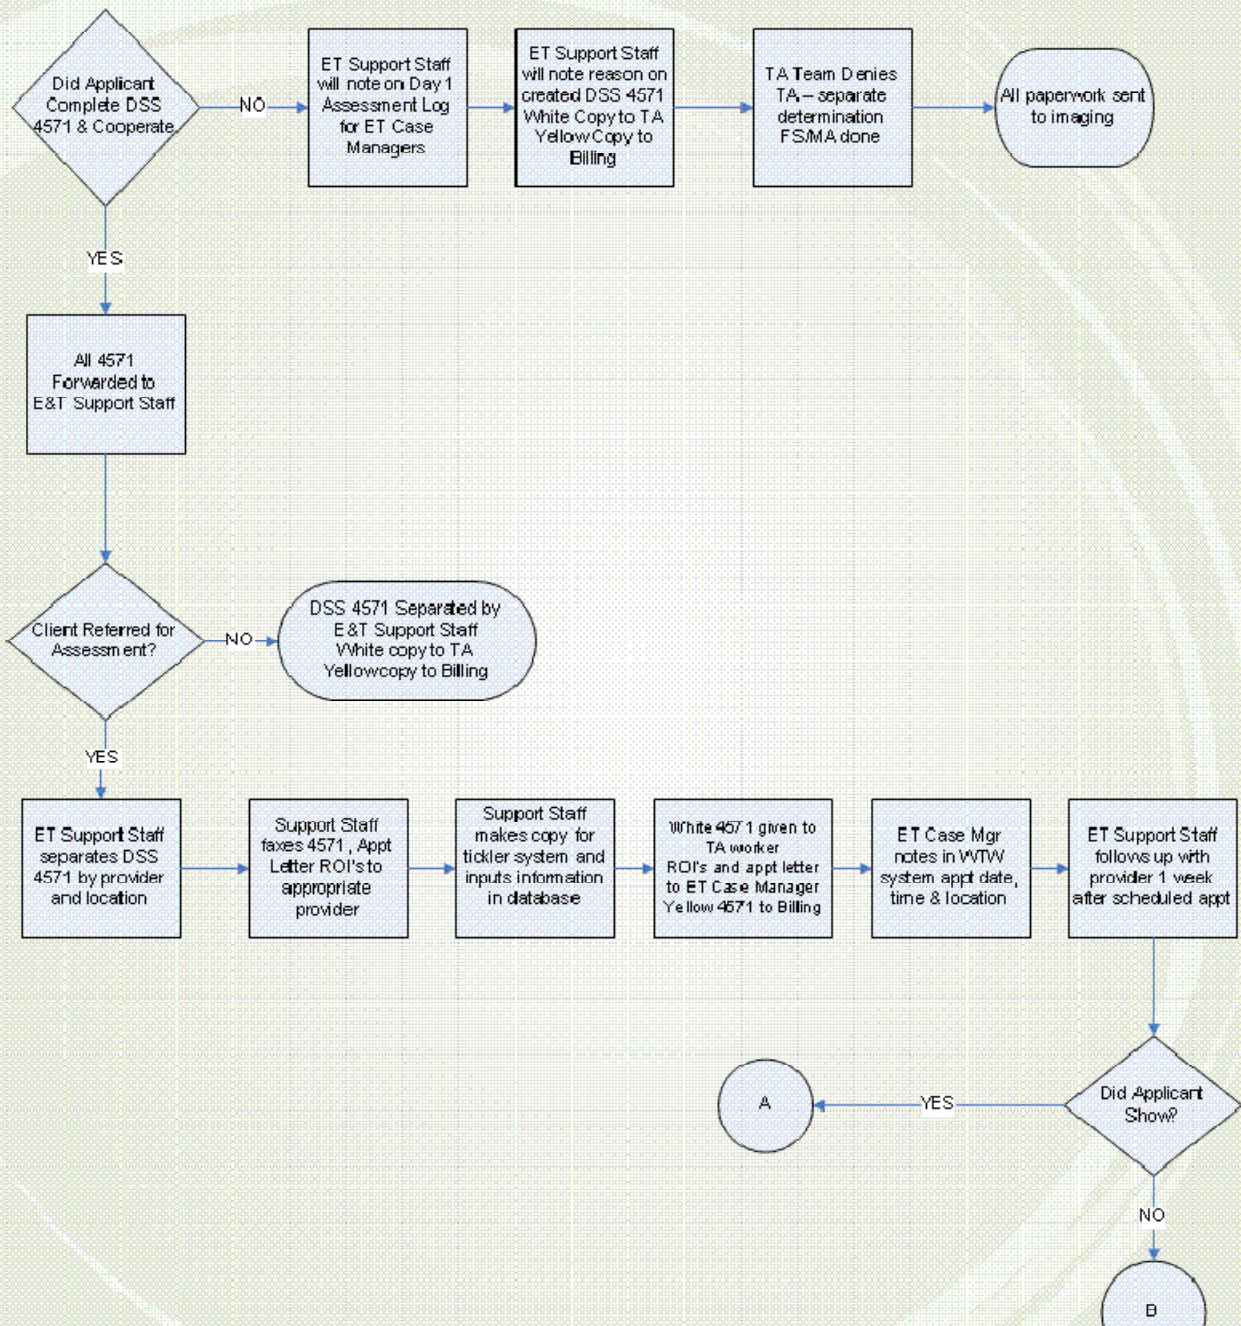 Did Applicant
Complete DSS
4571 & Cooperate
NO
ET Support Staff
will note on Day 1
Assessment Log
for ET Case
Managers
ET Support Staff
will note reason on
created DSS 4571
White Copy to TA
Yellow Copy to
Billing
TA Team Denies
TA – separate
determination
FS/MA done
All paperwork sent
to imaging
YES
All 4571
Forwarded to
E&T Support Staff
Client Referred for
Assessment?
NO
DSS 4571 Separated by
E&T Support Staff
White copy to TA
Yellow copy to Billing
YES
ET Support Staff
separates DSS
4571 by provider
and location
Support Staff
faxes 4571, Appt
Letter ROI's to
appropriate
provider
Support Staff
makes copy for
tickler system and
inputs information
in database
White 4571 given to
TA worker
ROI's and appt letter
to ET Case Manager
Yellow 4571 to Billing
ET Case Mgr
notes in WTW
system appt date,
time & location
ET Support Staff
follows up with
provider 1 week
after scheduled appt
Did Applicant
Show?
YES
A
NO
B